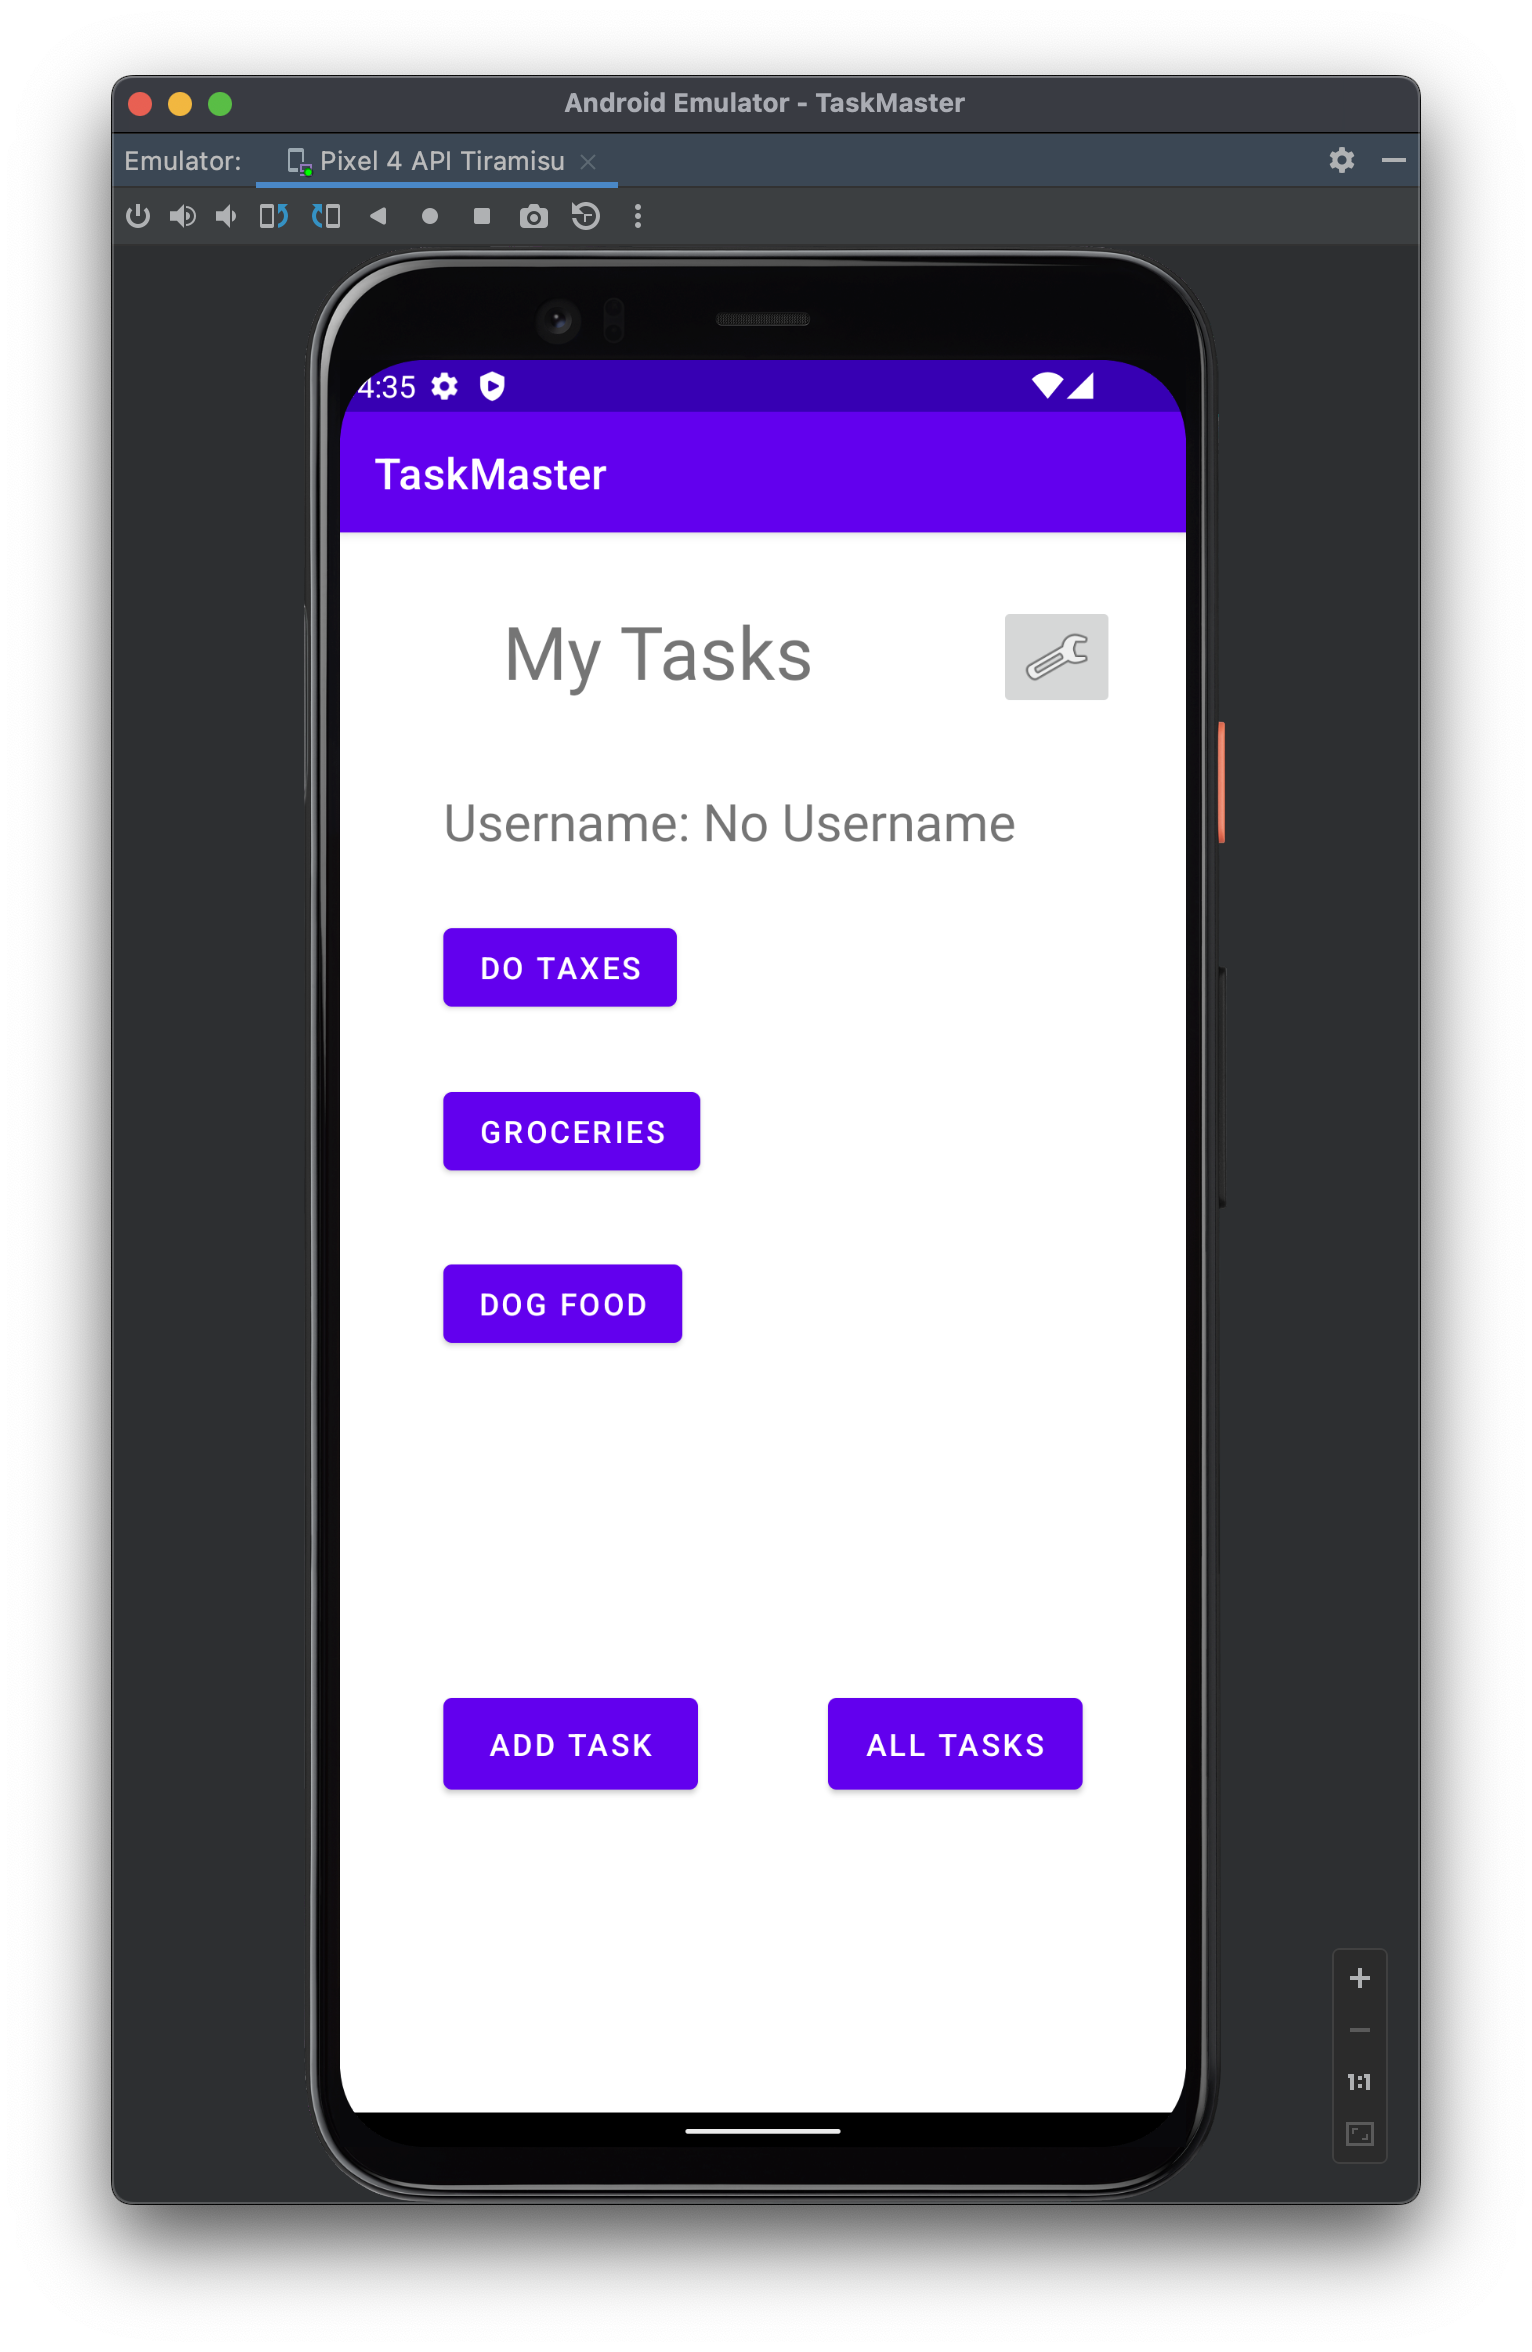 Android Emulator - TaskMaster
Emulator: Pixel 4 API Tiramisu
4:35
TaskMaster
My Tasks
Username: No Username
DO TAXES
GROCERIES
DOG FOOD
ADD TASK ALL TASKS
1:1